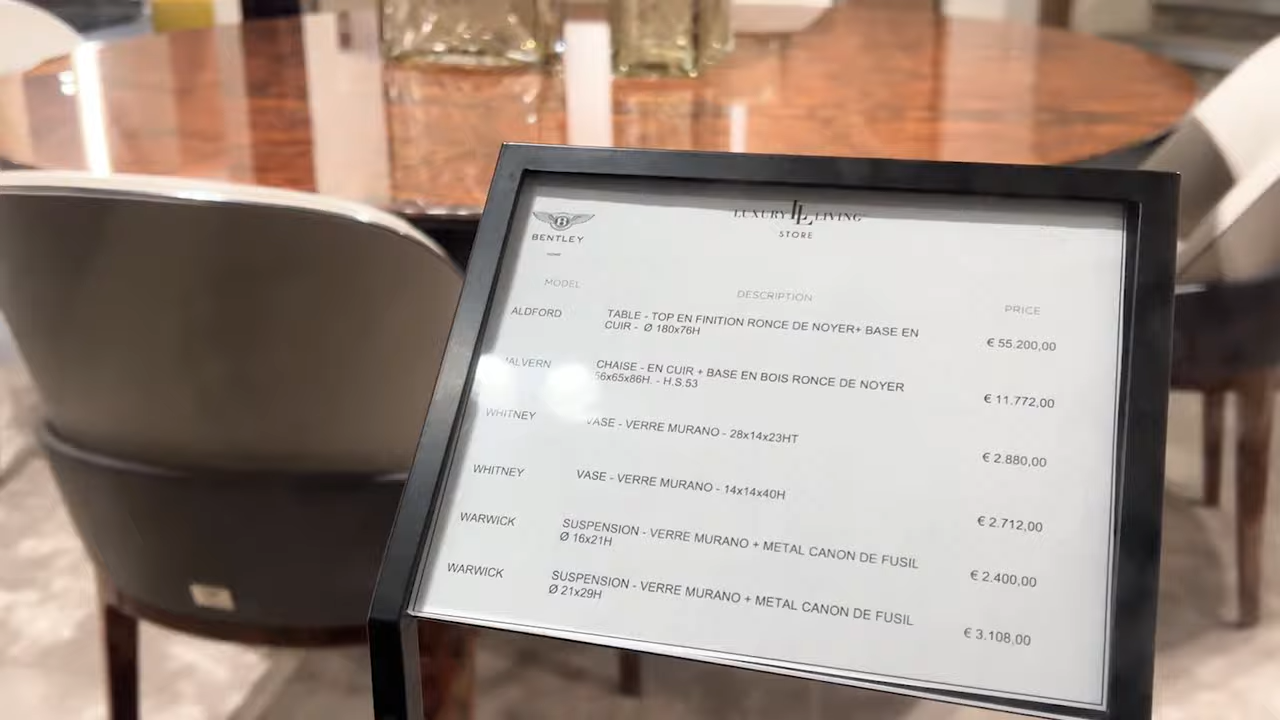 BENTLEY
HOME
LUXURY LL LIVING
STORE
MODEL DESCRIPTION PRICE
ALDFORD TABLE - TOP EN FINITION RONCE DE NOYER+ BASE EN
CUIR - Ø 180x76H
€ 55.200,00
MALVERN CHAISE - EN CUIR + BASE EN BOIS RONCE DE NOYER
56x65x86H. - H.S.53
€ 11.772,00
WHITNEY VASE - VERRE MURANO - 28x14x23HT
€ 2.880,00
WHITNEY VASE - VERRE MURANO - 14x14x40H
€ 2.712,00
WARWICK SUSPENSION - VERRE MURANO + METAL CANON DE FUSIL
Ø 16x21H
€ 2.400,00
WARWICK SUSPENSION - VERRE MURANO + METAL CANON DE FUSIL
Ø 21x29H
€ 3.108,00